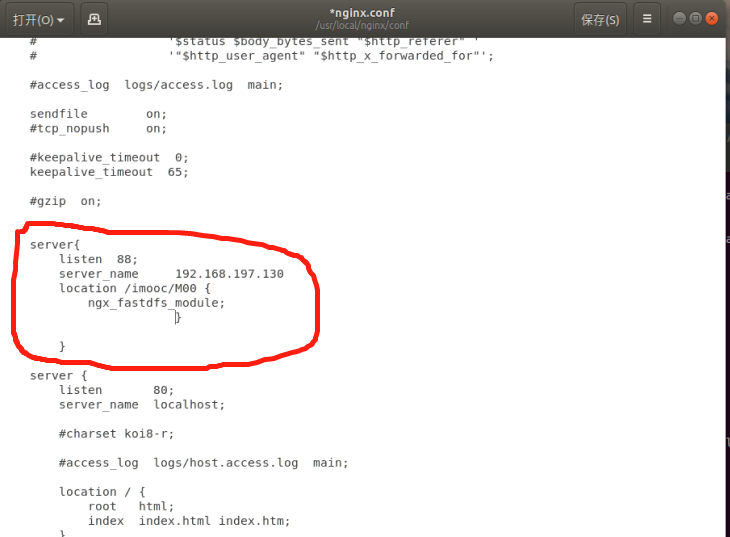 打开(O)
*nginx.conf
/usr/local/nginx/conf
保存(S)
# '$status $body_bytes_sent "$http_referer" '
# '"$http_user_agent" "$http_x_forwarded_for"';
#access_log logs/access.log main;
sendfile on;
#tcp_nopush on;
#keepalive_timeout 0;
keepalive_timeout 65;
#gzip on;
server{
listen 88;
server_name 192.168.197.130
location /imooc/M00 {
ngx_fastdfs_module;
}
}
server {
listen 80;
server_name localhost;
#charset koi8-r;
#access_log logs/host.access.log main;
location / {
root html;
index index.html index.htm;
}